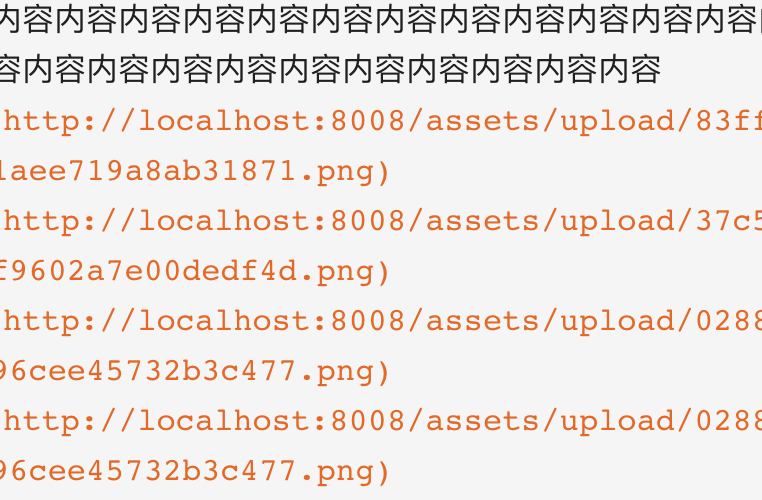 内容内容内容内容内容内容内容内容内容内容内容内容
容内容内容内容内容内容内容内容内容内容内容
http://localhost:8008/assets/upload/83ff
1aee719a8ab31871.png)
http://localhost:8008/assets/upload/37c5
f9602a7e00dedf4d.png)
http://localhost:8008/assets/upload/0288
96cee45732b3c477.png)
http://localhost:8008/assets/upload/0288
96cee45732b3c477.png)